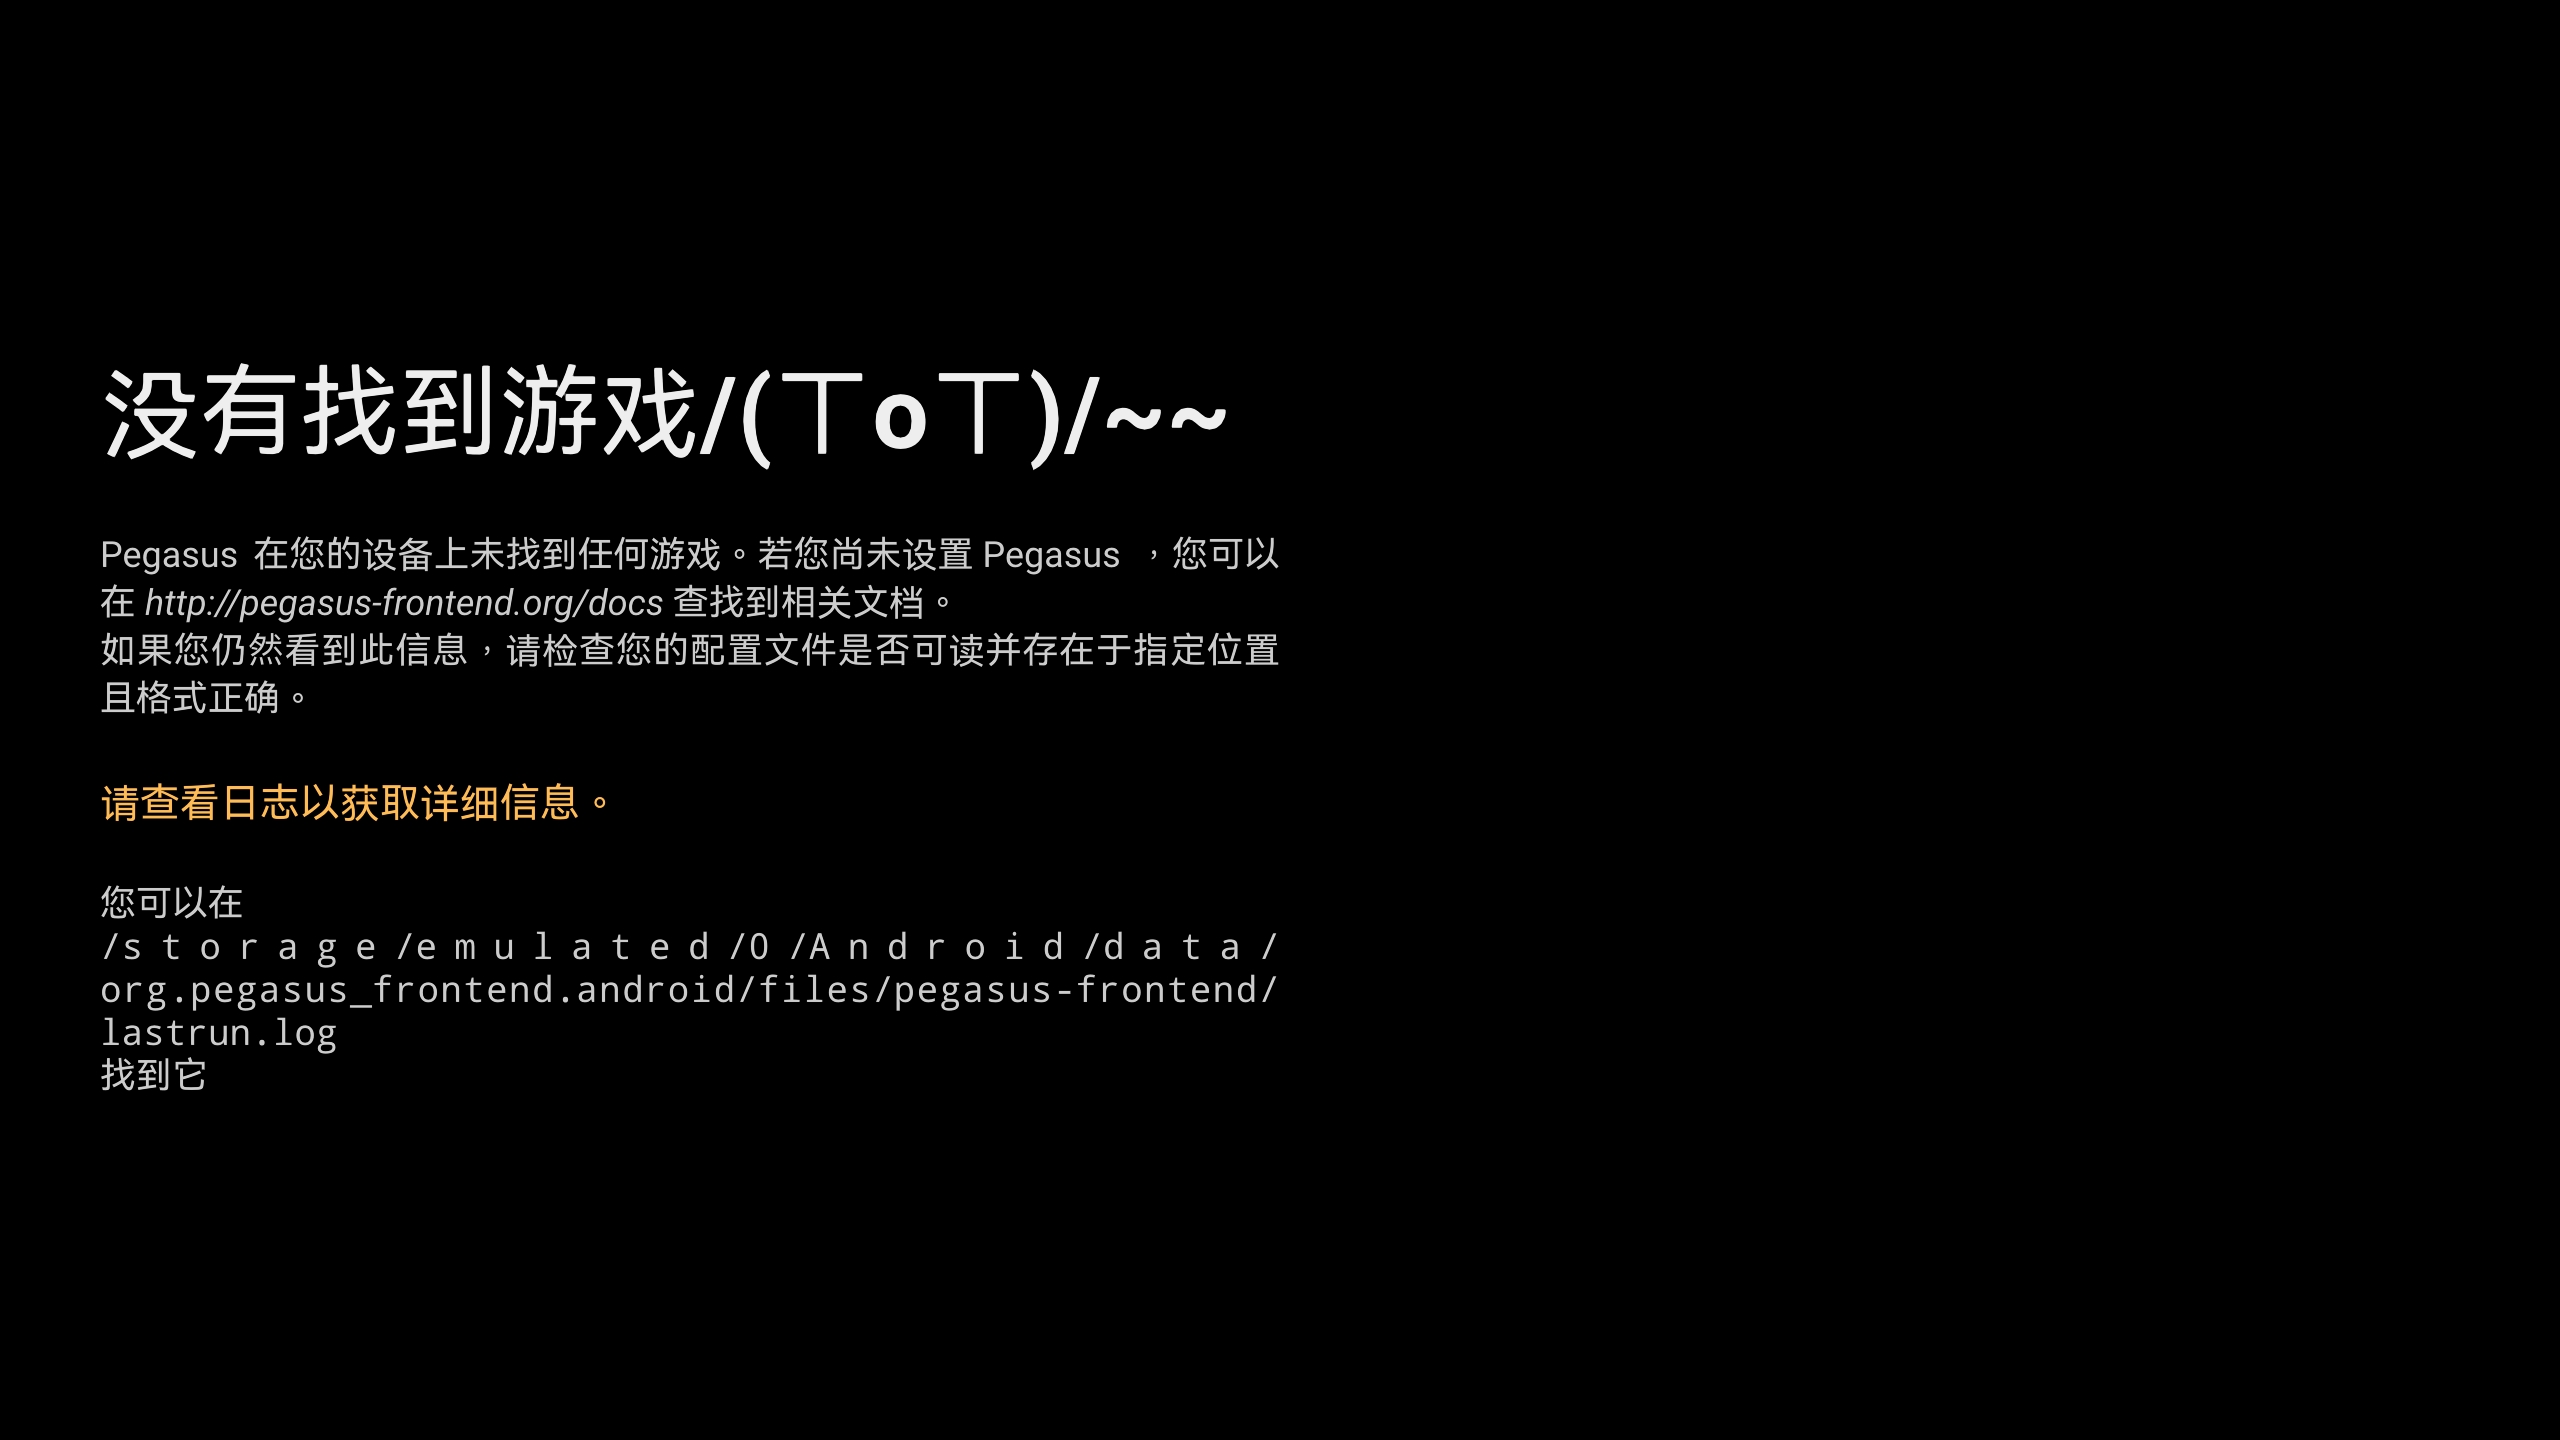 没有找到游戏/(ㄒoㄒ)/~~
Pegasus 在您的设备上未找到任何游戏。若您尚未设置 Pegasus ，您可以
在 http://pegasus-frontend.org/docs 查找到相关文档。
如果您仍然看到此信息，请检查您的配置文件是否可读并存在于指定位置
且格式正确。
请查看日志以获取详细信息。
您可以在
/storage/emulated/0/Android/data/
org.pegasus_frontend.android/files/pegasus-frontend/
lastrun.log
找到它